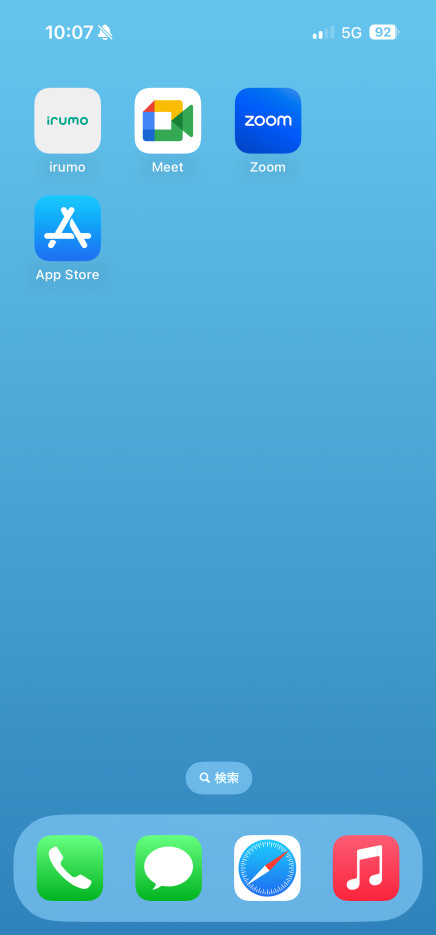 10:07
5G
92
irumo
zoom
irumo
Meet
Zoom
App Store
検索